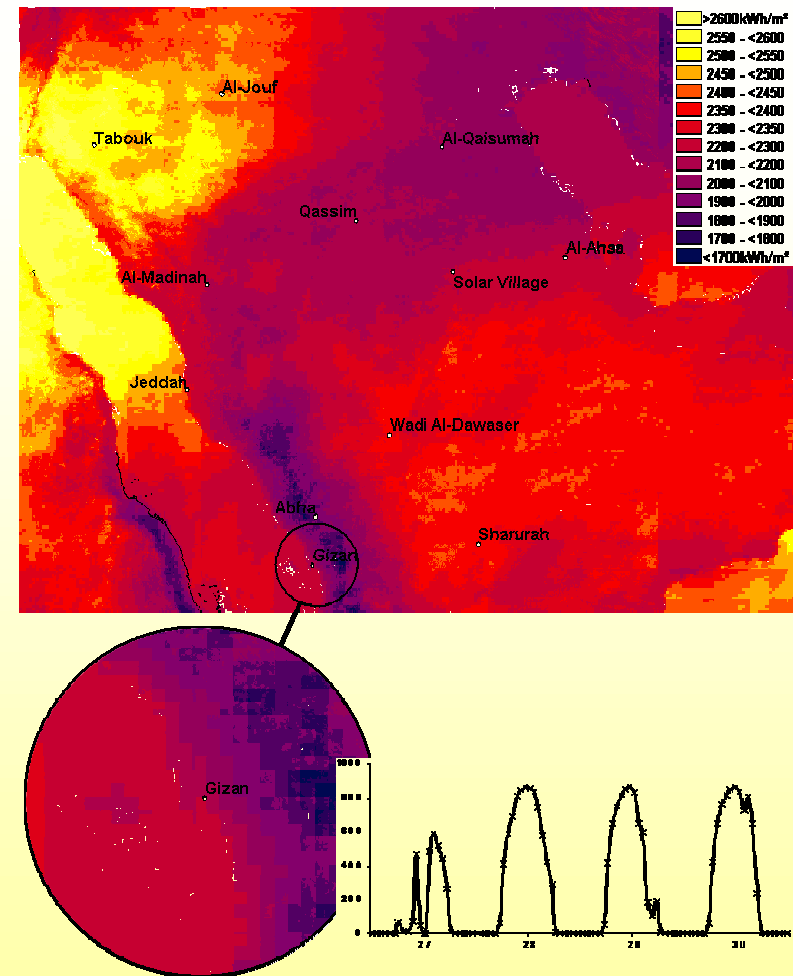 >2600kWh/m²
2550 - <2600
2500 - <2550
2450 - <2500
2400 - <2450
2350 - <2400
2300 - <2350
2200 - <2300
2100 - <2200
2000 - <2100
1900 - <2000
1800 - <1900
1700 - <1800
<1700kWh/m²
Al-Jouf
Tabouk
Al-Qaisumah
Qassim
Al-Ahsa
Al-Madinah
Solar Village
Jeddah
Wadi Al-Dawaser
Abha
Sharurah
Gizan
Gizan
1000
800
600
400
200
0
27 28 29 30